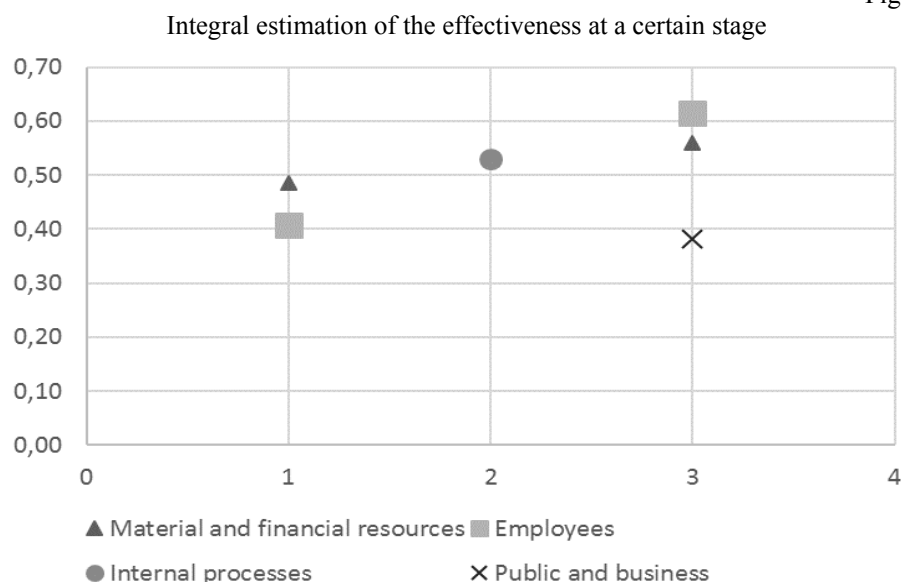 Fig
Integral estimation of the effectiveness at a certain stage
0,70
0,60
0,50
0,40
0,30
0,20
0,10
0,00
0 1 2 3 4
Material and financial resources Employees
Internal processes Public and business